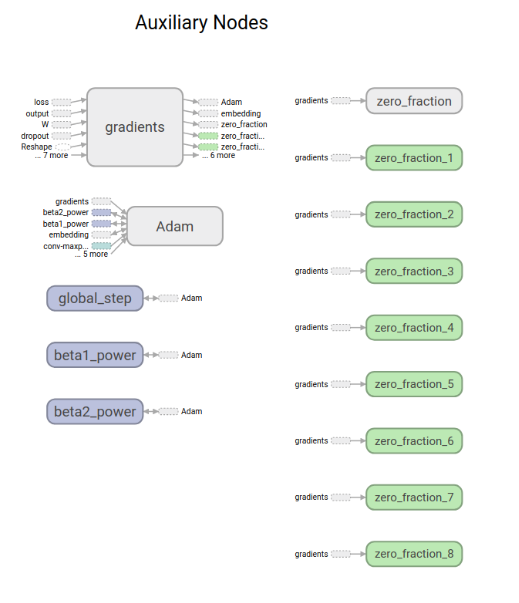 Auxiliary Nodes
loss
output
W
dropout
Reshape
... 7 more
gradients
Adam
embedding
zero_fraction
zero_fracti...
zero_fracti...
... 6 more
gradients
beta2_power
beta1_power
embedding
conv-maxp...
... 5 more
Adam
global_step
Adam
beta1_power
Adam
beta2_power
Adam
gradients
zero_fraction
gradients
zero_fraction_1
gradients
zero_fraction_2
gradients
zero_fraction_3
gradients
zero_fraction_4
gradients
zero_fraction_5
gradients
zero_fraction_6
gradients
zero_fraction_7
gradients
zero_fraction_8